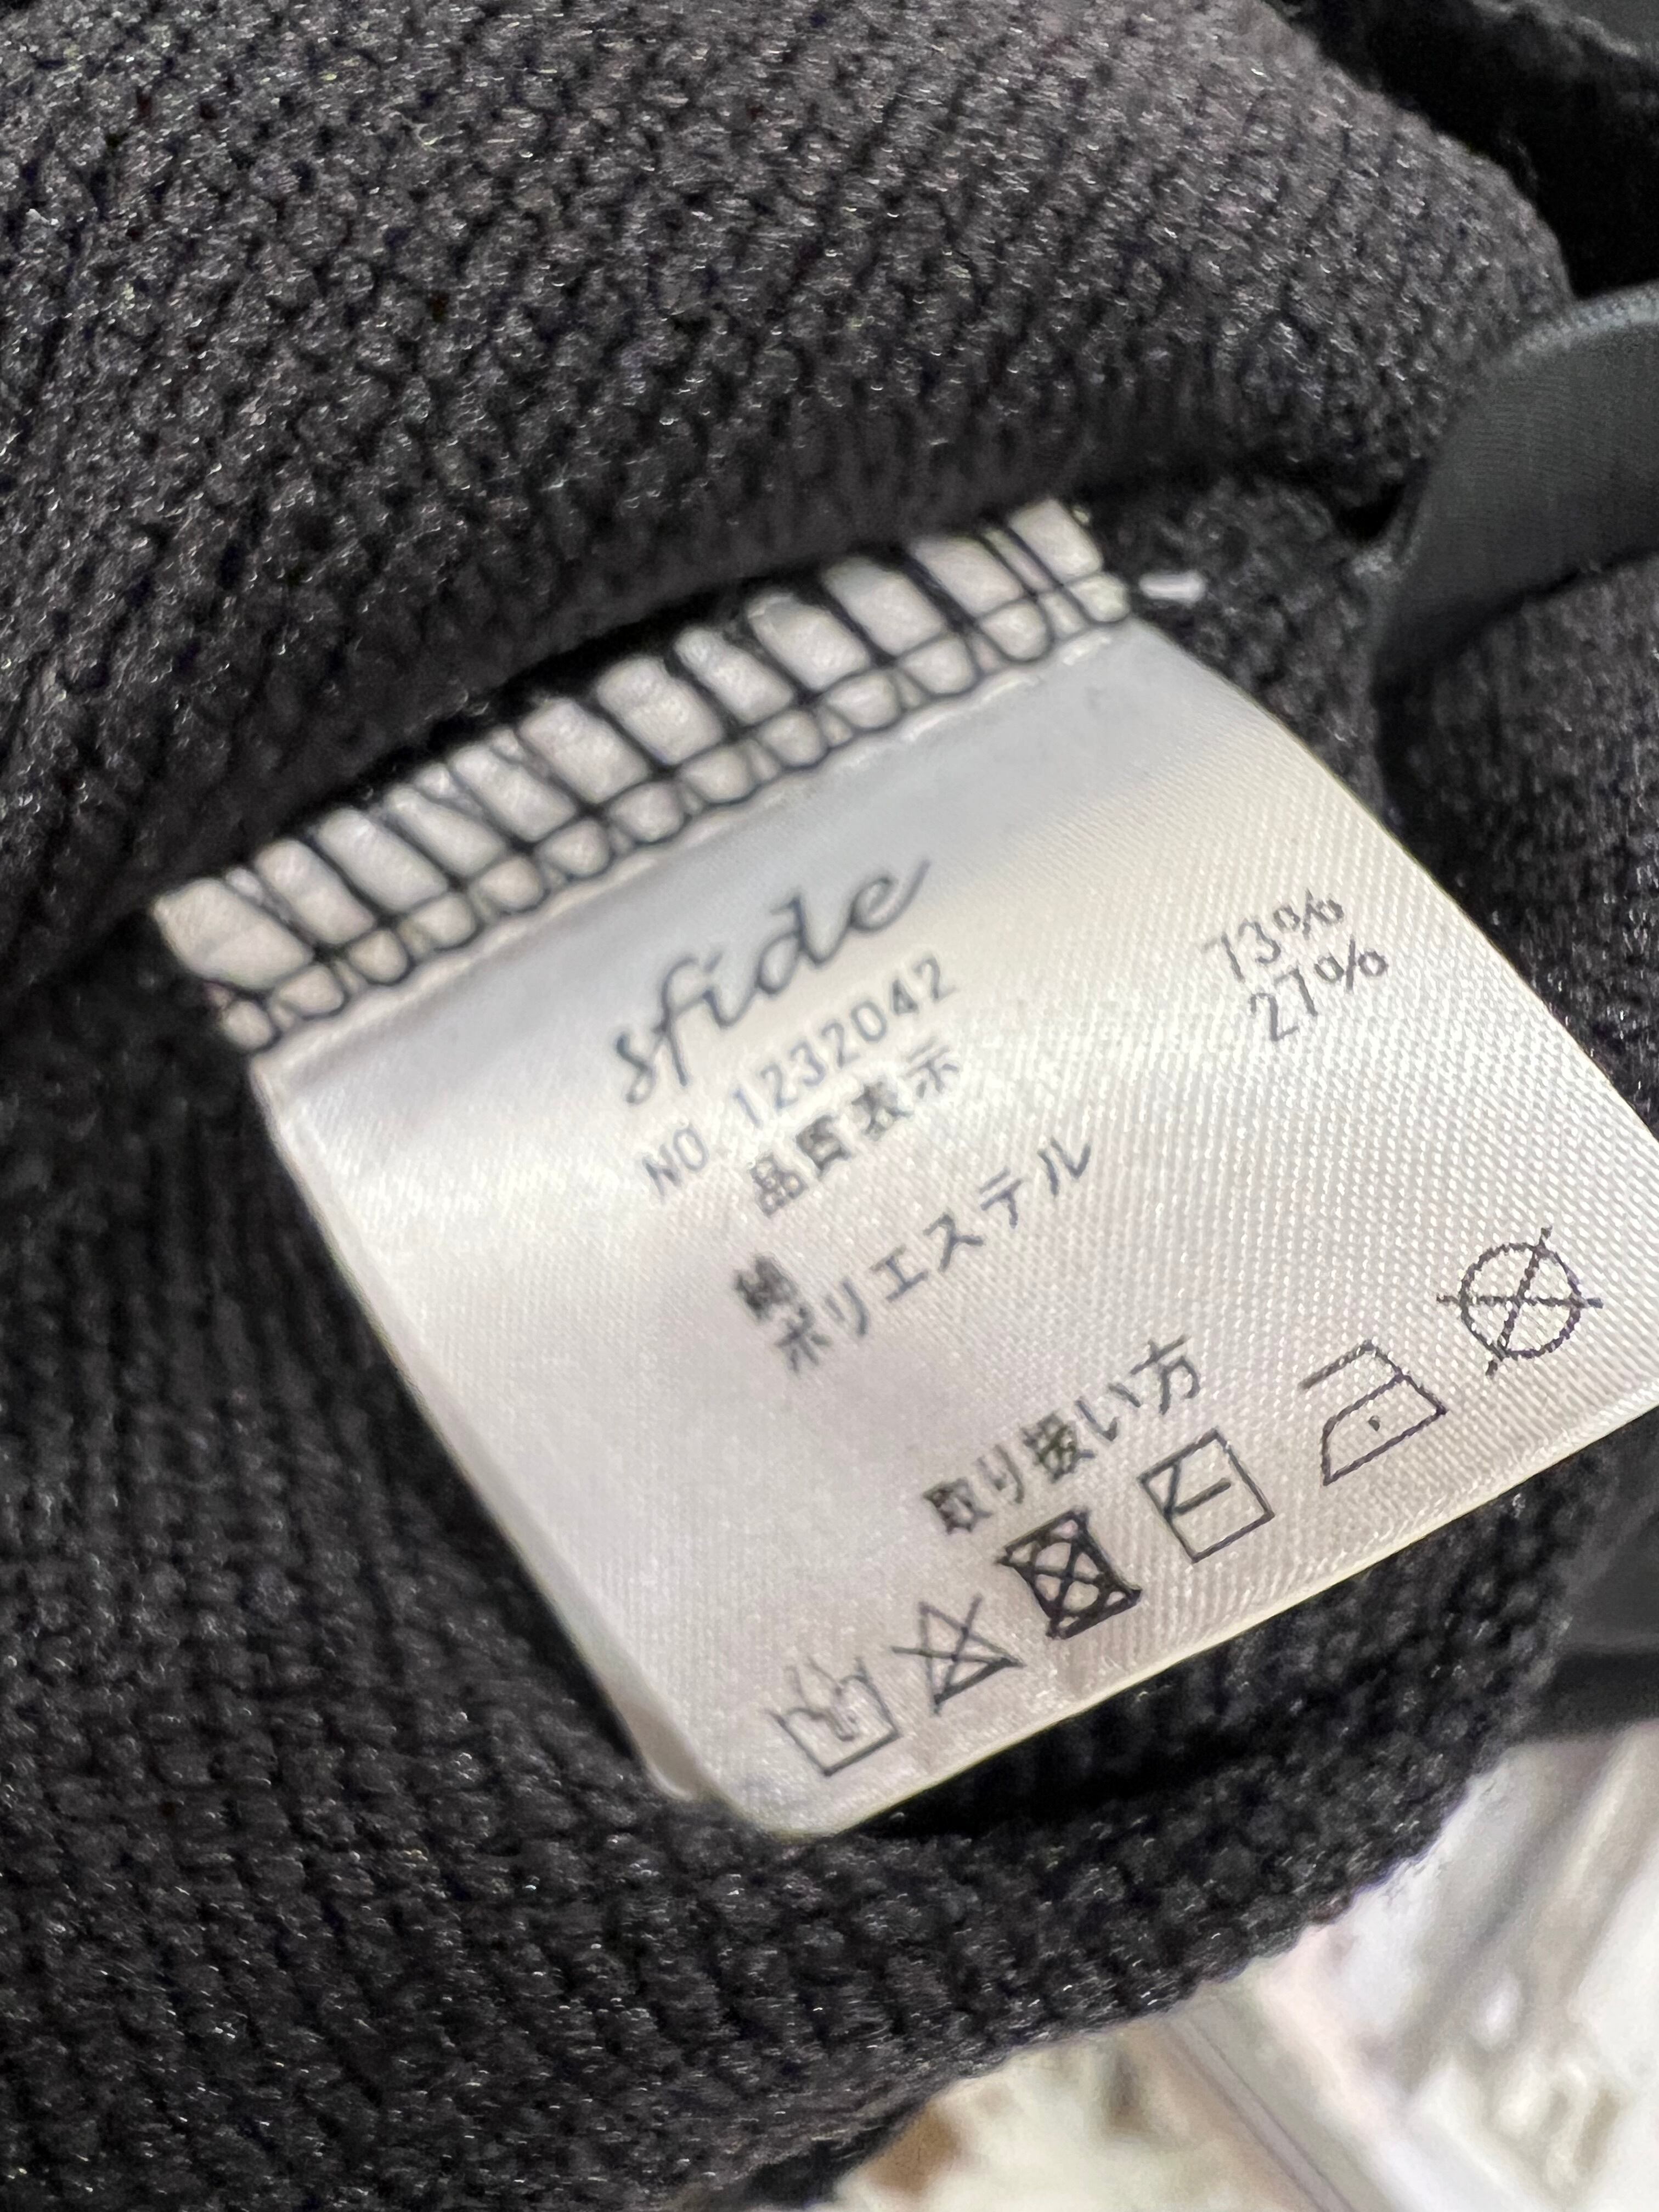 sfide
NO.1232042
品質表示
綿 73%
ポリエステル 27%
取り扱い方